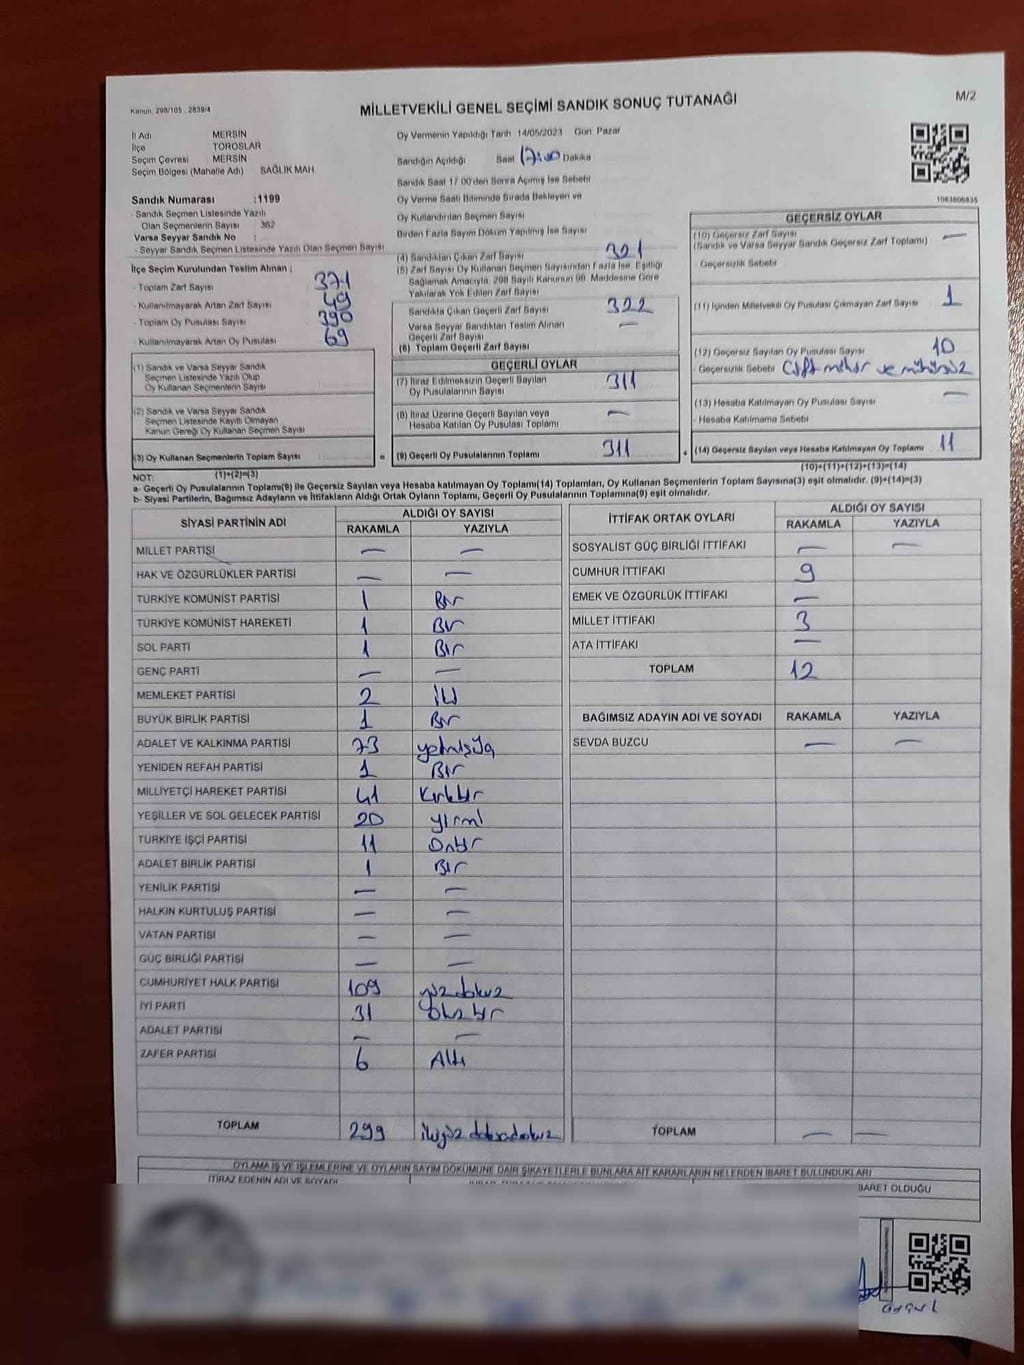 Kanun, 298/105 , 2839/4
MİLLETVEKİLİ GENEL SEÇİMİ SANDIK SONUÇ TUTANAĞI
M/2
İl Adı MERSİN
İlçe TOROSLAR
Seçim Çevresi MERSİN
Seçim Bölgesi (Mahalle Adı) SAĞLIK MAH
Sandık Numarası : 1199
- Sandık Seçmen Listesinde Yazılı
Olan Seçmenlerin Sayısı : 362
Varsa Seyyar Sandık No :
- Seyyar Seçmen Listesinde Yazılı Olan Seçmen Sayısı
İlçe Seçim Kurulundan Teslim Alınan ;
- Toplam Zarf Sayısı 371
- Kullanılmayarak Artan Zarf Sayısı 49
- Toplam Oy Pusulası Sayısı 390
- Kullanılmayarak Artan Oy Pusulası 69
(1) Sandık ve Varsa Seyyar Sandık
Seçmen Listesinde Yazılı Olup
Oy Kullanan Seçmenlerin Sayısı
(2) Sandık ve Varsa Seyyar Sandık
Seçmen Listesinde Kayıtlı Olmayan
Kanun Gereği Oy Kullanan Seçmen Sayısı
(3) Oy Kullanan Seçmenlerin Toplam Sayısı
(1)+(2)=(3)
Oy Vermenin Yapıldığı Tarih 14/05/2023 Gün Pazar
Sandığın Açıldığı Saat 17:00 Dakika
Sandık Saat 17.00'den Sonra Açımış İse Sebebi
Oy Verme Saati Bitiminde Sırada Bekleyen ve
Oy Kullandırılan Seçmen Sayısı
Birden Fazla Sayım Döküm Yapılmış İse Sayısı
(4) Sandıktan Çıkan Zarf Sayısı 321
(5) Zarf Sayısı Oy Kullanan Seçmen Sayısından Fazla İse, Eşitliği
Sağlamak Amacıyla, 298 Sayılı Kanunun 98. Maddesine Göre
Yakılarak Yok Edilen Zarf Sayısı
Sandıkta Çıkan Geçerli Zarf Sayısı 322
Varsa Seyyar Sandıktan Teslim Alınan —
Geçerli Zarf Sayısı
(6) Toplam Geçerli Zarf Sayısı
GEÇERLİ OYLAR
(7) İtiraz Edilmeksizin Geçerli Sayılan 311
Oy Pusulalarının Sayısı
(8) İtiraz Üzerine Geçerli Sayılan veya —
Hesaba Katılan Oy Pusulası Toplamı
= (9) Geçerli Oy Pusulalarının Toplamı 311 +
1083806835
GEÇERSİZ OYLAR
(10) Geçersiz Zarf Sayısı —
(Sandık ve Varsa Seyyar Sandık Geçersiz Zarf Toplamı)
- Geçersizlik Sebebi
(11) İçinden Milletvekili Oy Pusulası Çıkmayan Zarf Sayısı 1
(12) Geçersiz Sayılan Oy Pusulası Sayısı 10
- Geçersizlik Sebebi Çift mühür ve mühürsüz
(13) Hesaba Katılmayan Oy Pusulası Sayısı —
- Hesaba Katılmama Sebebi
(14) Geçersiz Sayılan veya Hesaba Katılmayan Oy Toplamı 11
(10)+(11)+(12)+(13)=(14)
NOT:
a- Geçerli Oy Pusulalarının Toplamı(9) ile Geçersiz Sayılan veya Hesaba katılmayan Oy Toplamı(14) Toplamları, Oy Kullanan Seçmenlerin Toplam Sayısına(3) eşit olmalıdır. (9)+(14)=(3)
b- Siyasi Partilerin, Bağımsız Adayların ve İttifakların Aldığı Ortak Oyların Toplamı, Geçerli Oy Pusulalarının Toplamına(9) eşit olmalıdır.
SİYASİ PARTİNİN ADI ALDIĞI OY SAYISI
RAKAMLA YAZIYLA
MİLLET PARTİSİ — —
HAK VE ÖZGÜRLÜKLER PARTİSİ — —
TÜRKİYE KOMÜNİST PARTİSİ 1 Bir
TÜRKİYE KOMÜNİST HAREKETİ 1 Bir
SOL PARTİ 1 Bir
GENÇ PARTİ — —
MEMLEKET PARTİSİ 2 iki
BÜYÜK BİRLİK PARTİSİ 1 Bir
ADALET VE KALKINMA PARTİSİ 73 yetmişüç
YENİDEN REFAH PARTİSİ 1 Bir
MİLLİYETÇİ HAREKET PARTİSİ 41 Kırkbir
YEŞİLLER VE SOL GELECEK PARTİSİ 20 yirmi
TÜRKİYE İŞÇİ PARTİSİ 11 Onbir
ADALET BİRLİK PARTİSİ 1 Bir
YENİLİK PARTİSİ — —
HALKIN KURTULUŞ PARTİSİ — —
VATAN PARTİSİ — —
GÜÇ BİRLİĞİ PARTİSİ — —
CUMHURİYET HALK PARTİSİ 109 yüzdokuz
İYİ PARTİ 31 Otuzbir
ADALET PARTİSİ — —
ZAFER PARTİSİ 6 Altı
TOPLAM 299 ikiyüz doksandokuz
İTTİFAK ORTAK OYLARI ALDIĞI OY SAYISI
RAKAMLA YAZIYLA
SOSYALİST GÜÇ BİRLİĞİ İTTİFAKI — —
CUMHUR İTTİFAKI 9
EMEK VE ÖZGÜRLÜK İTTİFAKI —
MİLLET İTTİFAKI 3
ATA İTTİFAKI —
TOPLAM 12
BAĞIMSIZ ADAYIN ADI VE SOYADI RAKAMLA YAZIYLA
SEVDA BUZCU — —
TOPLAM — —
OYLAMA İŞ VE İŞLEMLERİNE VE OYLARIN SAYIM DÖKÜMÜNE DAİR ŞİKAYETLERLE BUNLARA AİT KARARLARIN NELERDEN İBARET BULUNDUKLARI
İTİRAZ EDENİN ADI VE SOYADI
BARET OLDUĞU